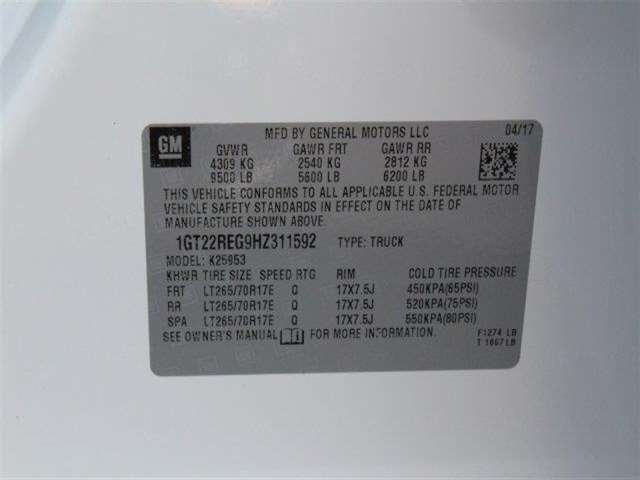 GM
MFD BY GENERAL MOTORS LLC 04/17
GVWR GAWR FRT GAWR RR
4309 KG 2540 KG 2812 KG
9500 LB 5600 LB 6200 LB
THIS VEHICLE CONFORMS TO ALL APPLICABLE U.S. FEDERAL MOTOR
VEHICLE SAFETY STANDARDS IN EFFECT ON THE DATE OF
MANUFACTURE SHOWN ABOVE.
1GT22REG9HZ311592 TYPE: TRUCK
MODEL: K25953
KHWR TIRE SIZE SPEED RTG RIM COLD TIRE PRESSURE
FRT LT265/70R17E Q 17X7.5J 450KPA(65PSI)
RR LT265/70R17E Q 17X7.5J 520KPA(75PSI)
SPA LT265/70R17E Q 17X7.5J 550KPA(80PSI)
SEE OWNER'S MANUAL FOR MORE INFORMATION. F1274 LB
T 1667LB